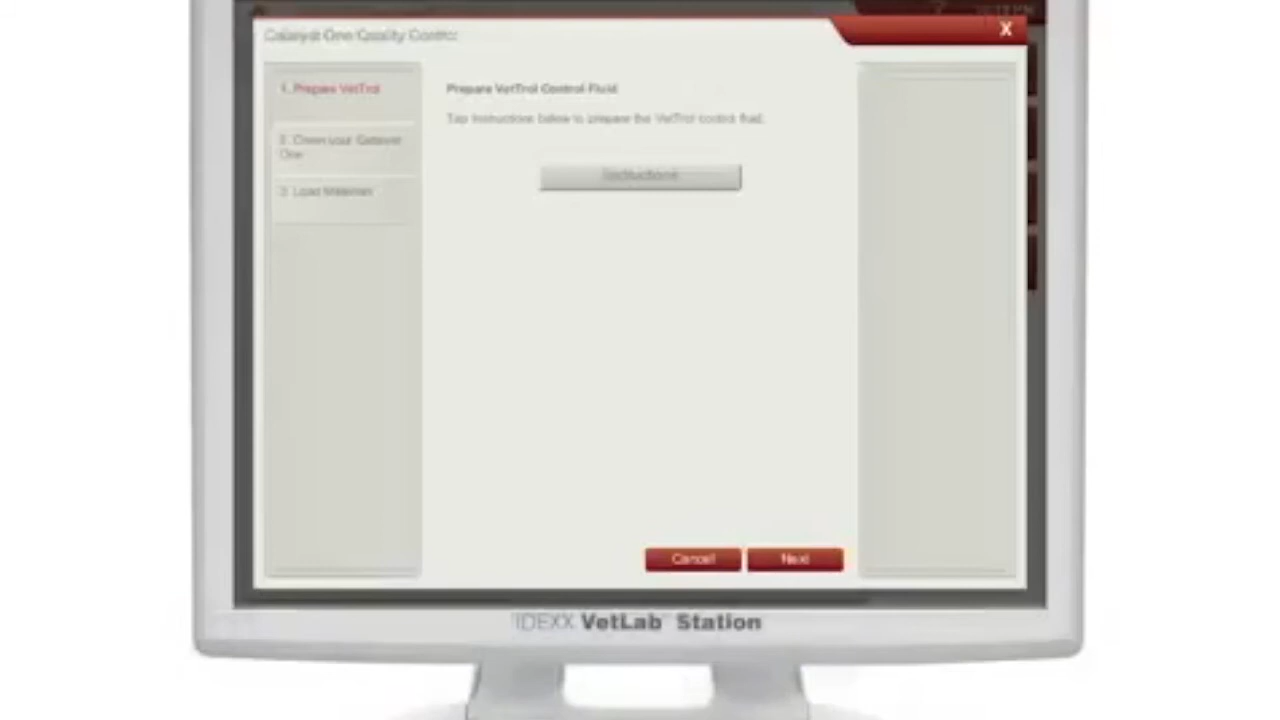 Catalyst One Quality Control
X
1. Prepare VetTrol
2. Clean your Catalyst
One
3. Load Materials
Prepare VetTrol Control Fluid
Tap Instructions below to prepare the VetTrol control fluid.
Instructions
Cancel
Next
IDEXX VetLab Station